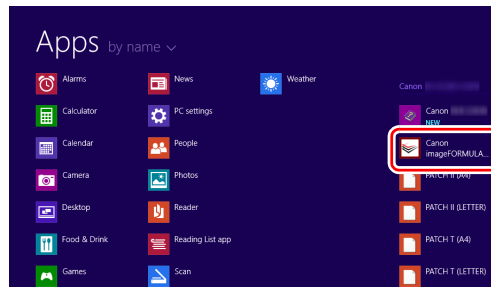 Apps by name
Alarms
Calculator
Calendar
Camera
Desktop
Food & Drink
Games
News
PC settings
People
Photos
Reader
Reading List app
Scan
Weather
Canon
Canon
NEW
Canon
imageFORMULA...
PATCH II (A4)
PATCH II (LETTER)
PATCH T (A4)
PATCH T (LETTER)